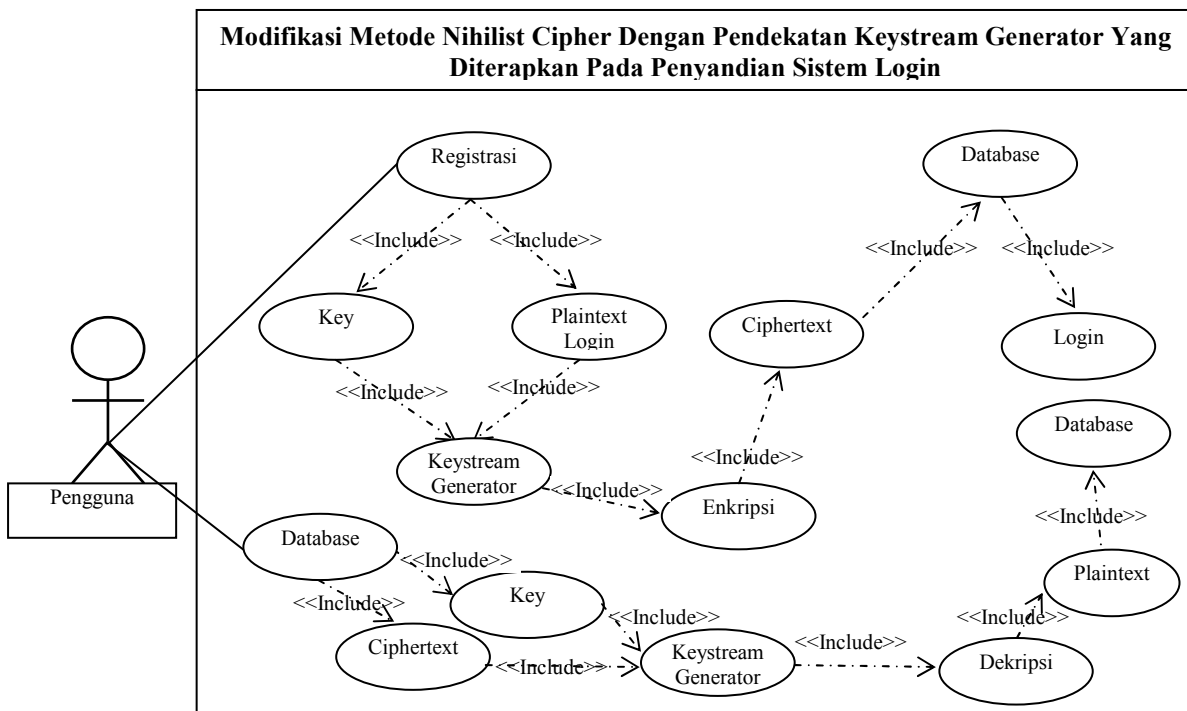 Modifikasi Metode Nihilist Cipher Dengan Pendekatan Keystream Generator Yang
Diterapkan Pada Penyandian Sistem Login
Registrasi
Database
<<Include>>
<<Include>>
<<Include>>
<<Include>>
Key
Plaintext
Login
Ciphertext
Login
<<Include>>
<<Include>>
Database
Keystream
Generator
<<Include>>
<<Include>>
Enkripsi
Pengguna
<<Include>>
Database
<<Include>>
Key
<<Include>>
Plaintext
<<Include>>
<<Include>>
<<Include>>
Ciphertext
<<Include>>
Keystream
Generator
<<Include>>
Dekripsi